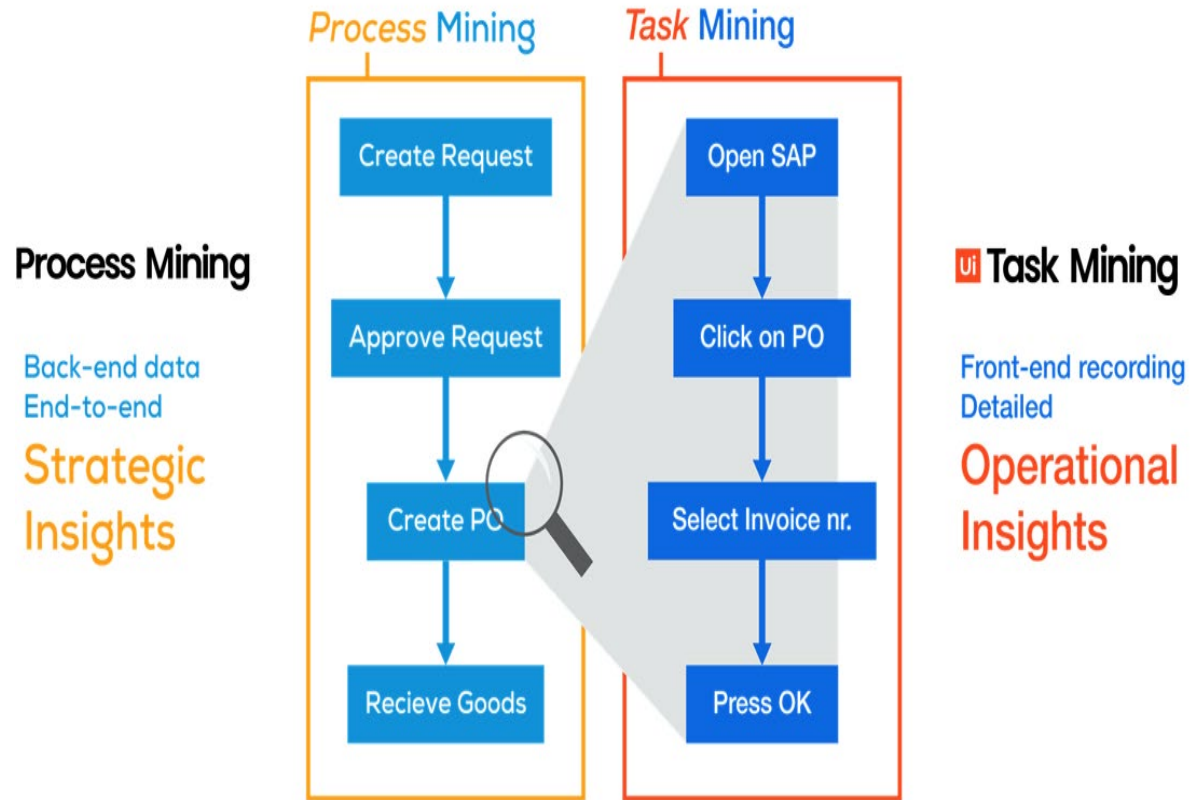 Process Mining
Task Mining
Create Request
Approve Request
Create PO
Recieve Goods
Open SAP
Click on PO
Select Invoice nr.
Press OK
Process Mining
Back-end data
End-to-end
Strategic
Insights
Ui Task Mining
Front-end recording
Detailed
Operational
Insights